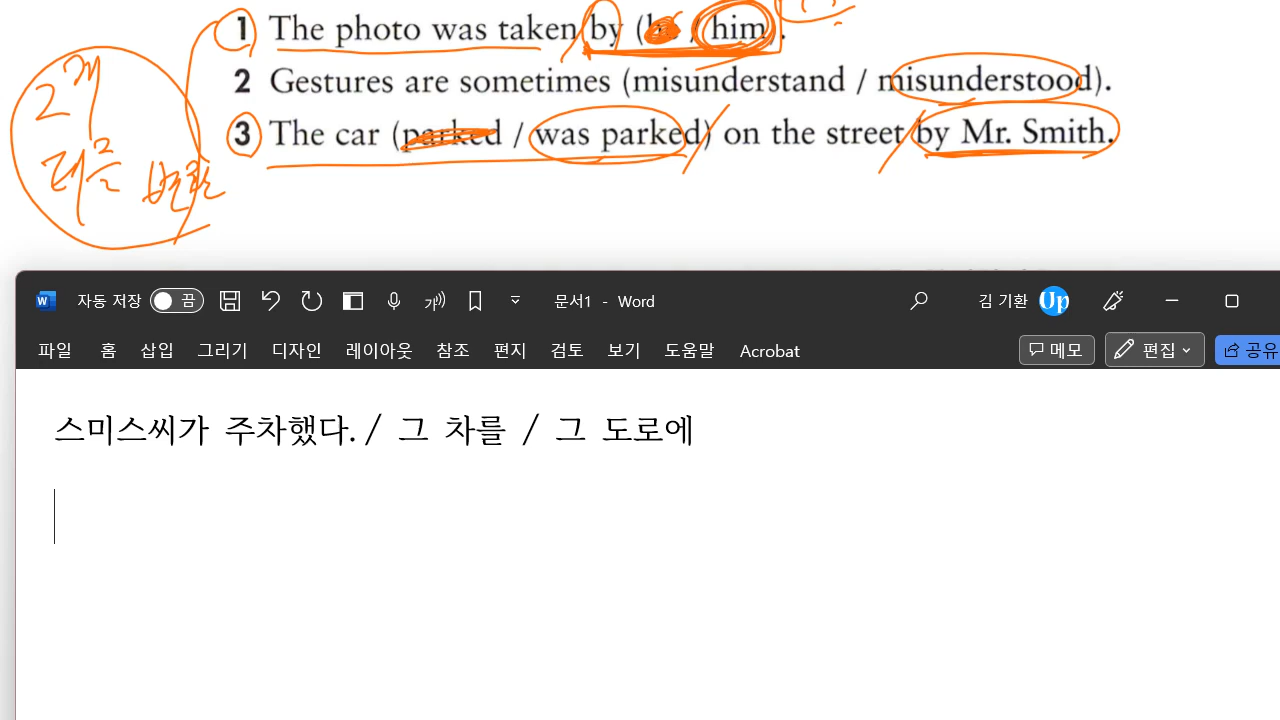 1 The photo was taken by (he / him).
2 Gestures are sometimes (misunderstand / misunderstood).
3 The car (parked / was parked) on the street by Mr. Smith.
2개
태를 변환
자동 저장 끔 가 문서1 - Word 김 기환 Up
파일 홈 삽입 그리기 디자인 레이아웃 참조 편지 검토 보기 도움말 Acrobat 메모 편집 공유
스미스씨가 주차했다. / 그 차를 / 그 도로에